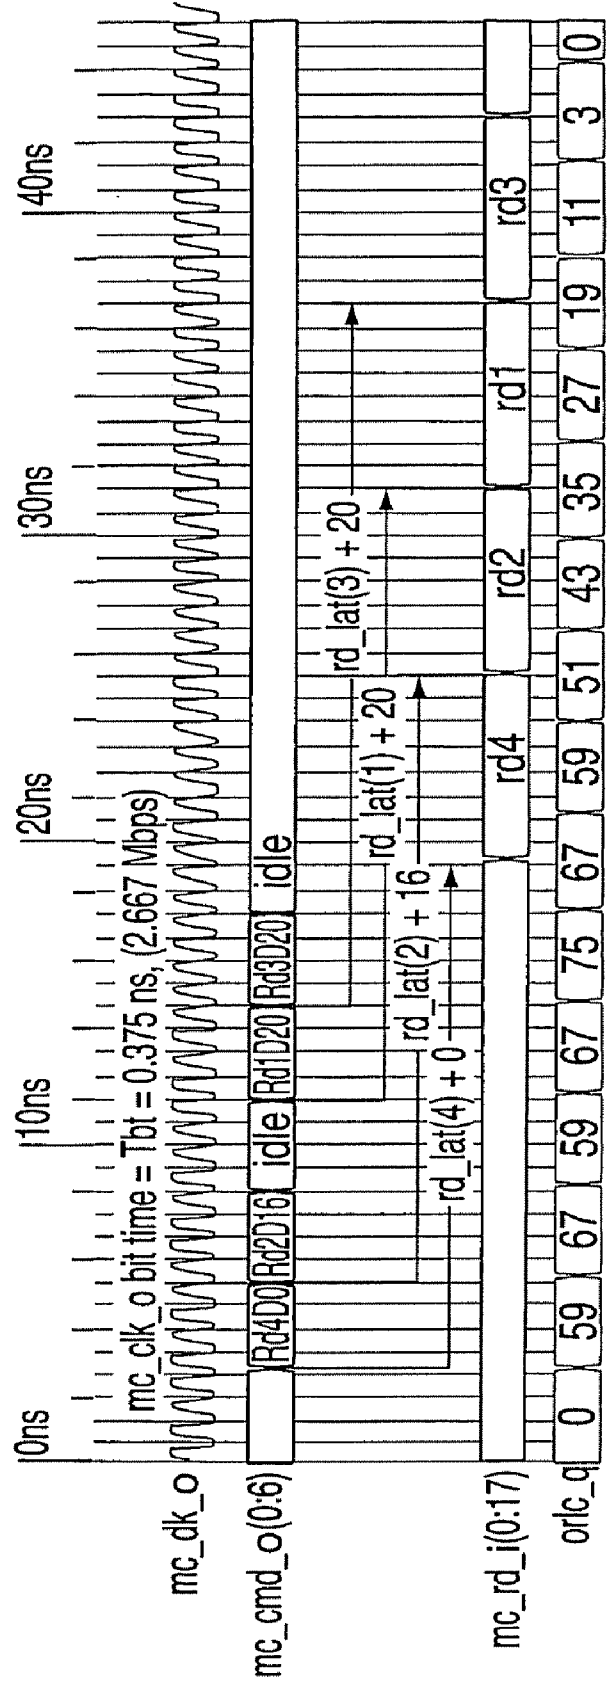 0ns 10ns 20ns 30ns 40ns
mc_clk_o bit time = Tbt = 0.375 ns, (2.667 Mbps)
mc_dk_o
mc_cmd_o(0:6) Rd4D0 Rd2D16 idle Rd1D20 Rd3D20 idle
rd_lat(3) + 20
rd_lat(1) + 20
rd_lat(2) + 16
rd_lat(4) + 0
mc_rd_i(0:17) rd4 rd2 rd1 rd3
orlc_q 0 59 67 59 67 75 67 59 51 43 35 27 19 11 3 0